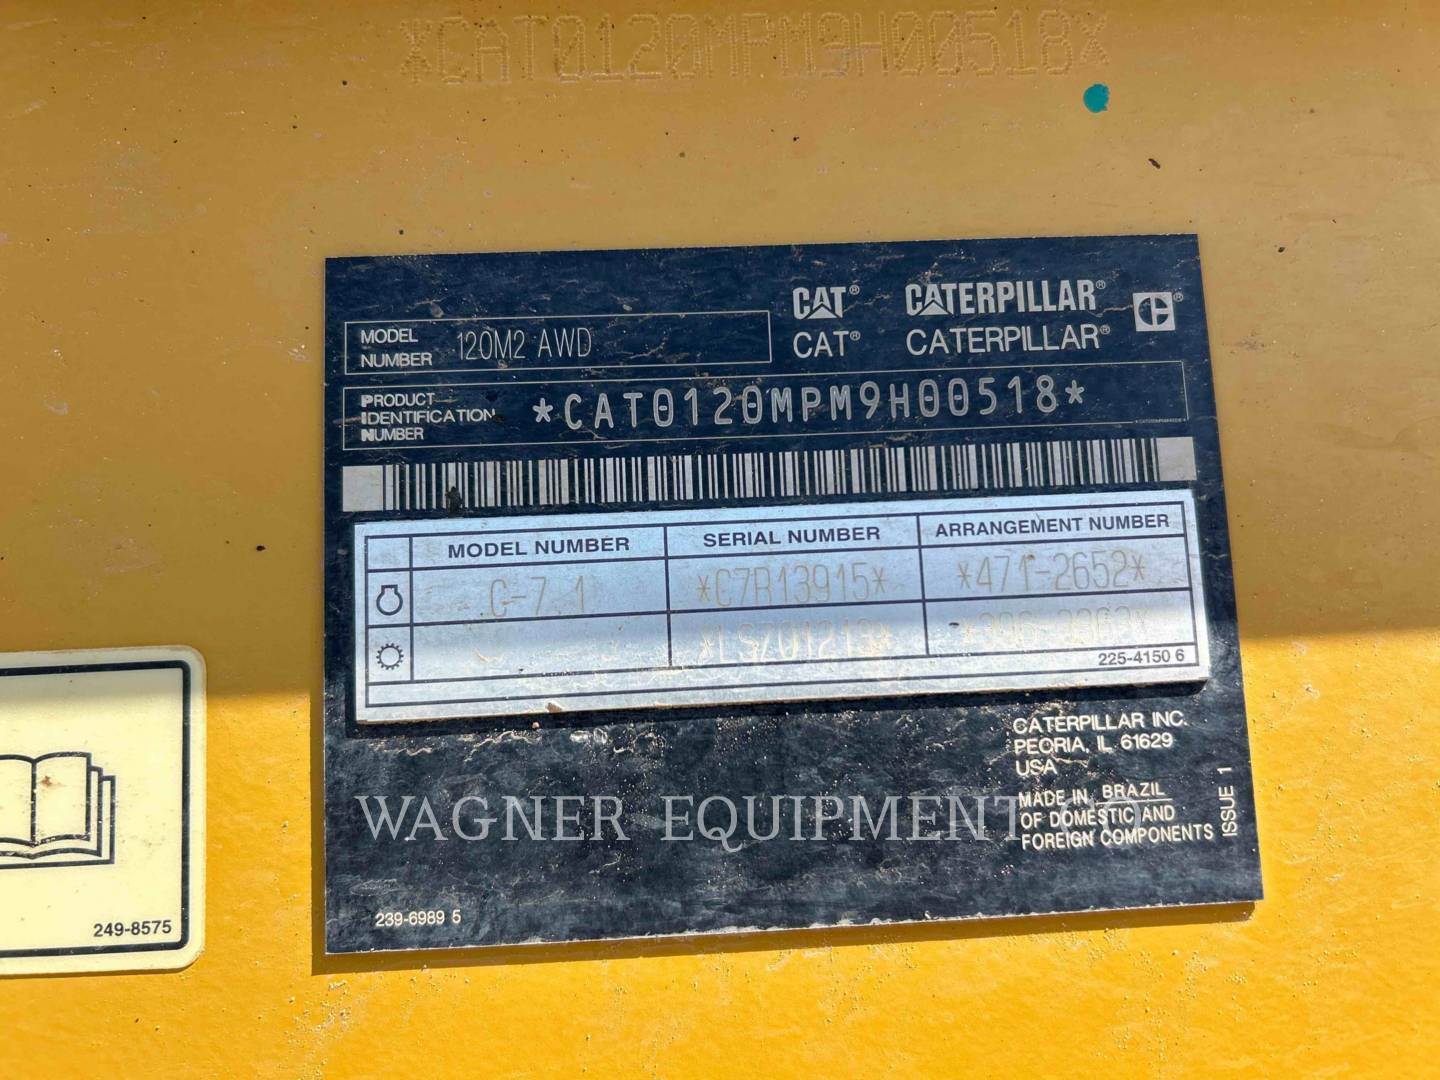 *CAT0120MPM9H00518*
CAT® CATERPILLAR®
CAT® CATERPILLAR®
MODEL NUMBER 120M2 AWD
PRODUCT IDENTIFICATION NUMBER *CAT0120MPM9H00518*
MODEL NUMBER SERIAL NUMBER ARRANGEMENT NUMBER
C-7.1 *C7R13915* *471-2652*
*LSZ01213*
225-4150 6
CATERPILLAR INC.
PEORIA, IL 61629
USA
MADE IN BRAZIL
OF DOMESTIC AND
FOREIGN COMPONENTS
ISSUE 1
WAGNER EQUIPMENT
239-6989 5
249-8575